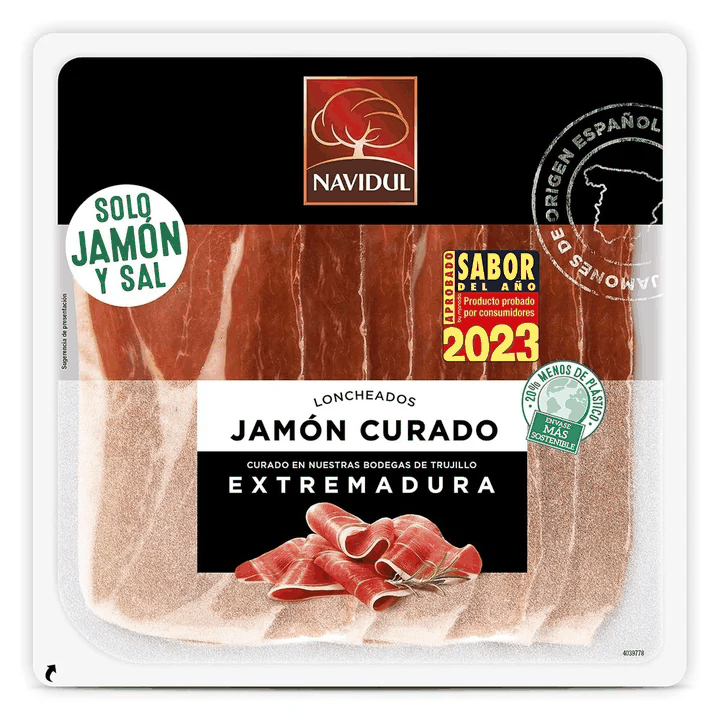 NAVIDUL
JAMONES DE ORIGEN ESPAÑOL
SOLO
JAMÓN
Y SAL
Sugerencia de presentación
APROBADO
SABOR
DEL AÑO
Producto probado
por consumidores
2023
20% MENOS DE PLÁSTICO
ENVASE
MÁS
SOSTENIBLE
LONCHEADOS
JAMÓN CURADO
CURADO EN NUESTRAS BODEGAS DE TRUJILLO
EXTREMADURA
4039778